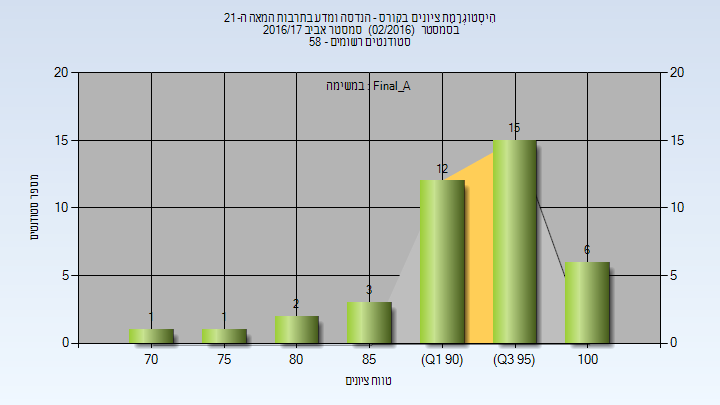 הִיסְטוֹגְרָמַת ציונים בקורס - הנדסה ומדע בתרבות המאה ה-21
בסמסטר (02/2016) סמסטר אביב 2016/17
סטודנטים רשומים - 58
במשימה : Final_A
20 20
15 15
10 10
5 5
0 0
1 1 2 3 12 15 6
70 75 80 85 (Q1 90) (Q3 95) 100
מספר סטודנטים
טווח ציונים